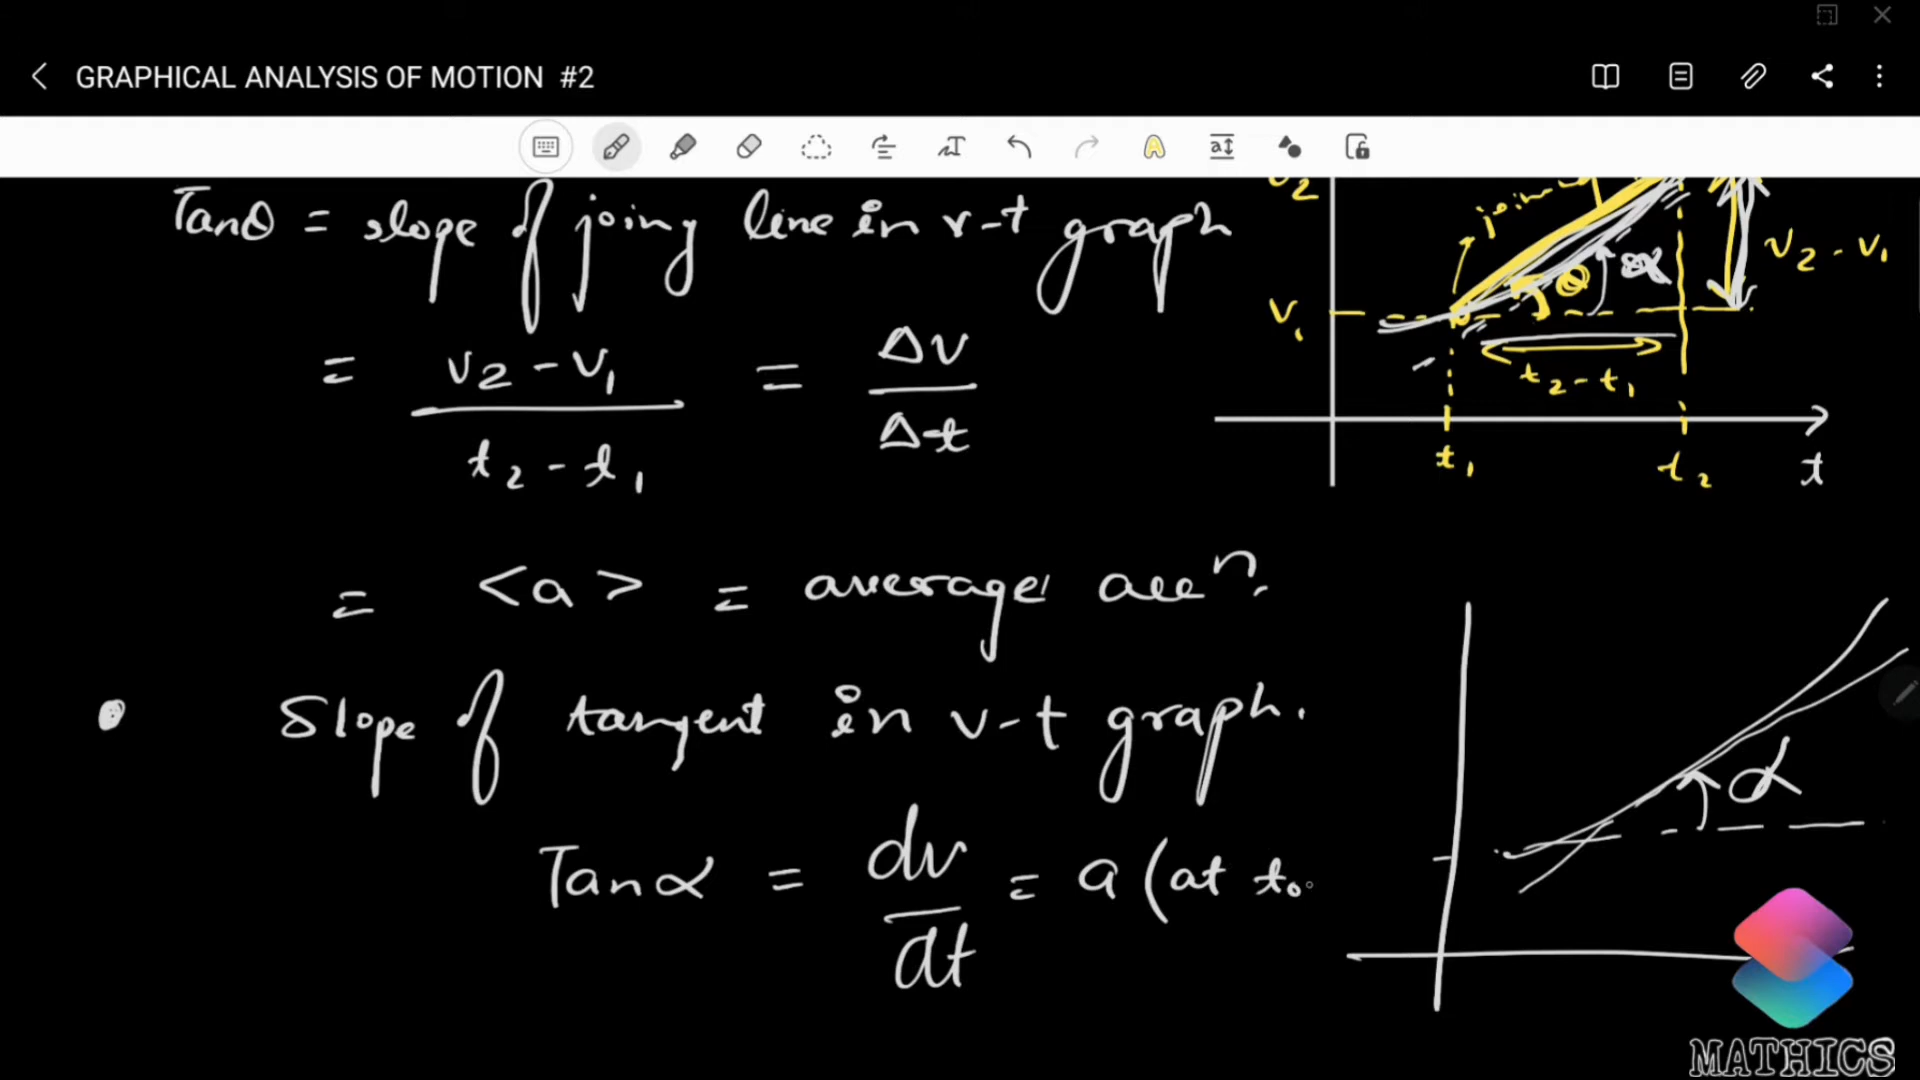 GRAPHICAL ANALYSIS OF MOTION #2
Tanθ = slope of joing line in v-t graph
= v2 - v1 / t2 - t1 = Δv / Δt
= <a> = average accn.
• Slope of tangent in v-t graph.
Tanα = dv/dt = a (at to
v2
join
θ
α
v2 - v1
v1
t2 - t1
t1
t2
t
α
MATHICS